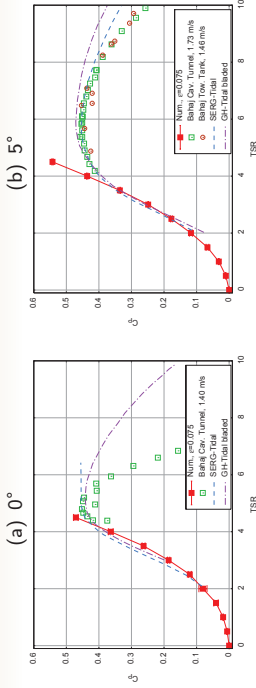 (a) 0°
0.6
0.5
0.4
0.3
0.2
0.1
0
C_P
0
2
4
6
8
10
TSR
Num., ε=0.075
Bahaj Cav. Tunnel, 1.40 m/s
SERG-Tidal
GH-Tidal bladed
(b) 5°
0.6
0.5
0.4
0.3
0.2
0.1
0
C_P
0
2
4
6
8
10
TSR
Num., ε=0.075
Bahaj Cav. Tunnel, 1.73 m/s
Bahaj Tow. Tank, 1.46 m/s
SERG-Tidal
GH-Tidal bladed